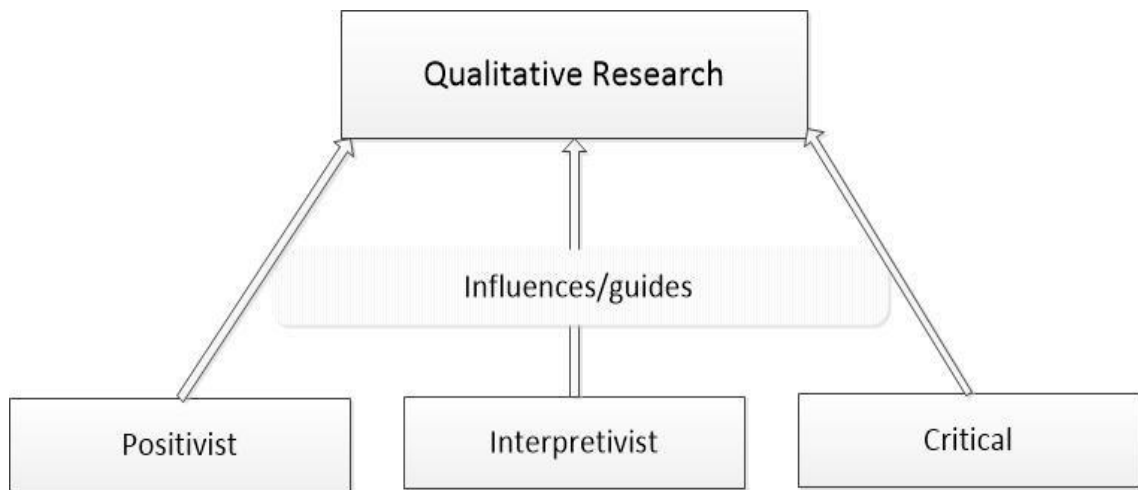 Qualitative Research
Influences/guides
Positivist
Interpretivist
Critical